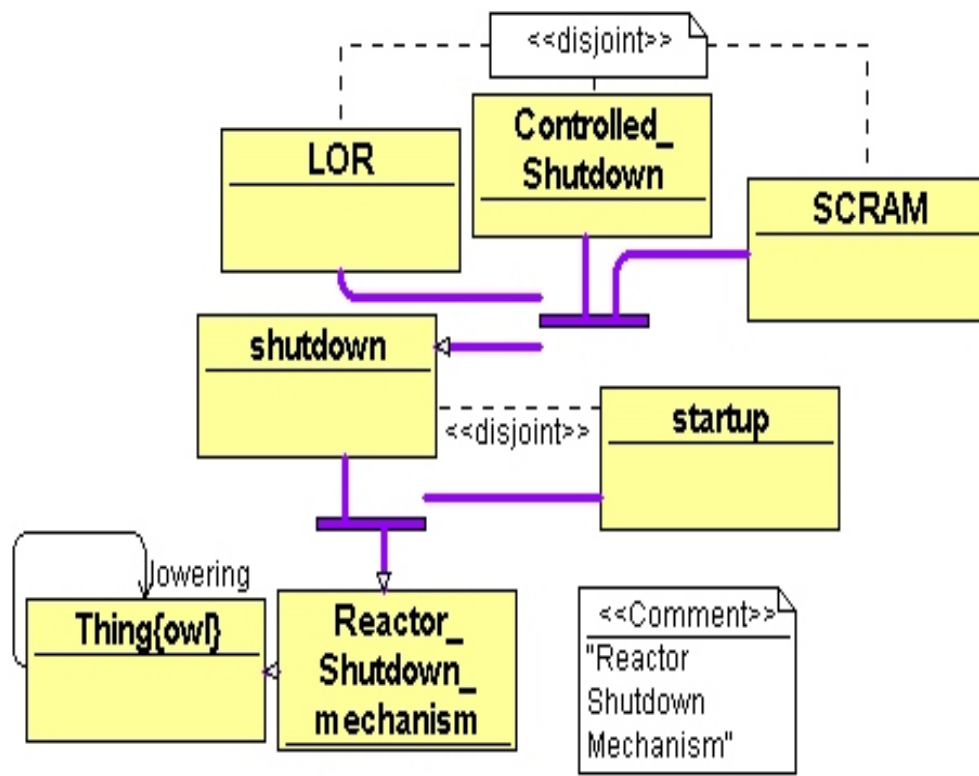 <<disjoint>>
LOR
Controlled_
Shutdown
SCRAM
shutdown
<<disjoint>>
startup
lowering
Thing{owl}
Reactor_
Shutdown_
mechanism
<<Comment>>
"Reactor
Shutdown
Mechanism"